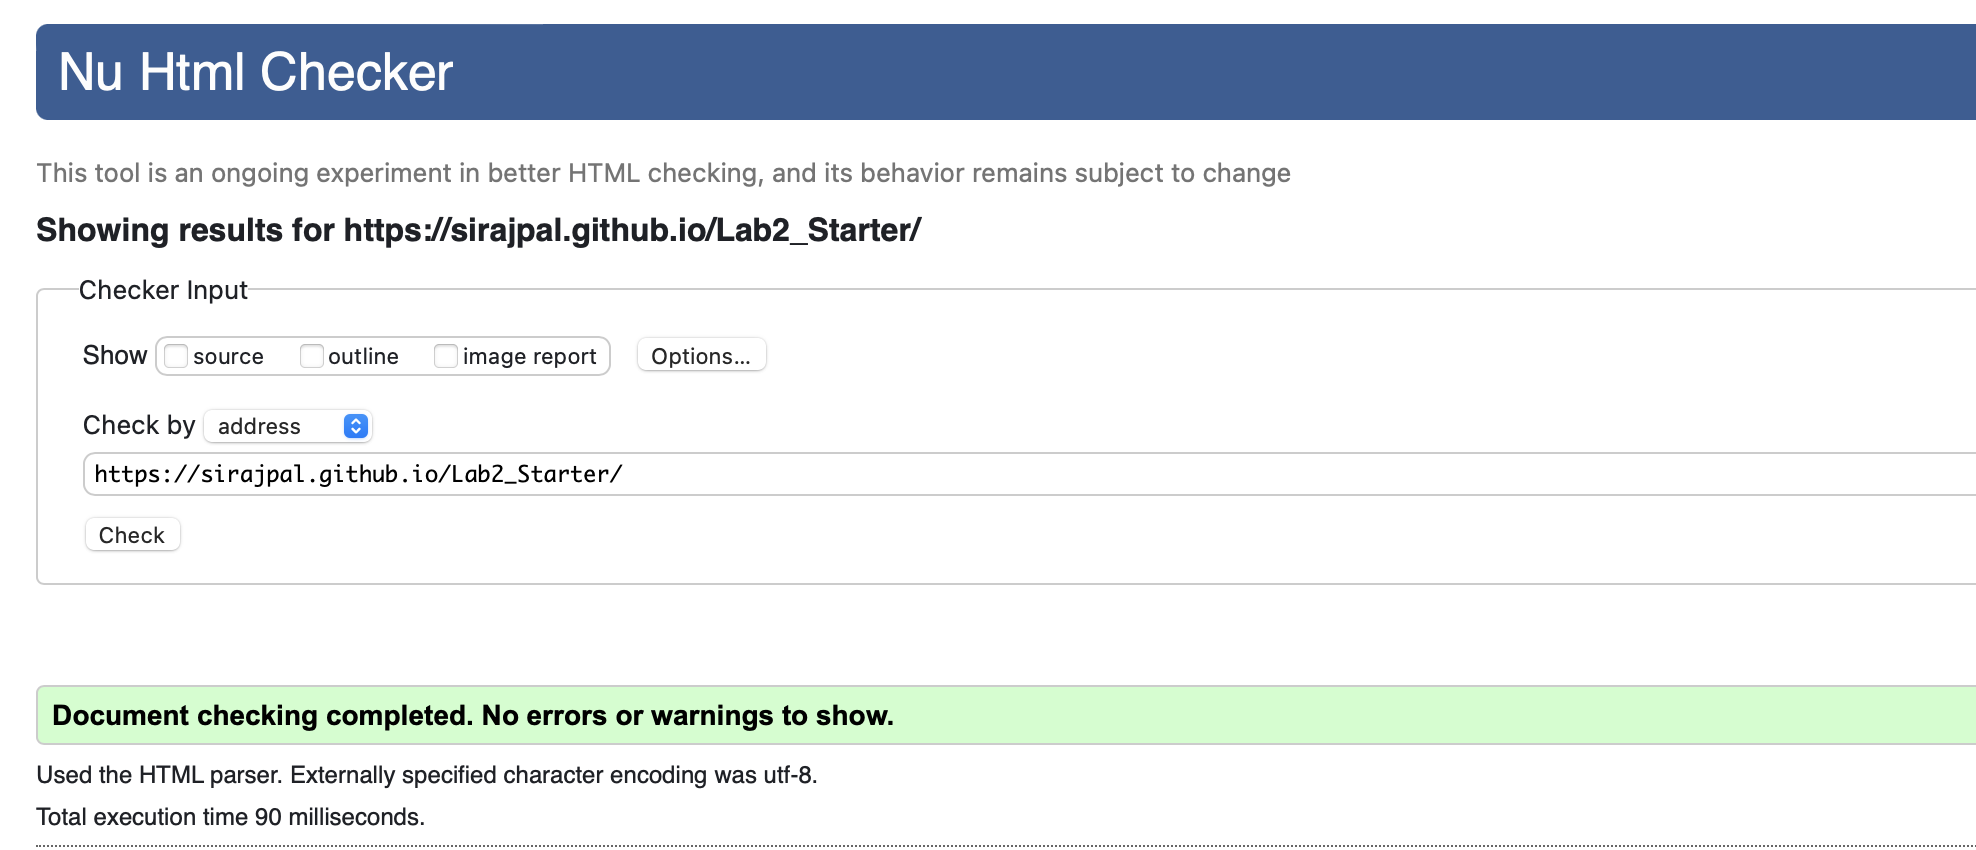 Nu Html Checker
This tool is an ongoing experiment in better HTML checking, and its behavior remains subject to change
Showing results for https://sirajpal.github.io/Lab2_Starter/
Checker Input
Show source outline image report Options...
Check by address
https://sirajpal.github.io/Lab2_Starter/
Check
Document checking completed. No errors or warnings to show.
Used the HTML parser. Externally specified character encoding was utf-8.
Total execution time 90 milliseconds.